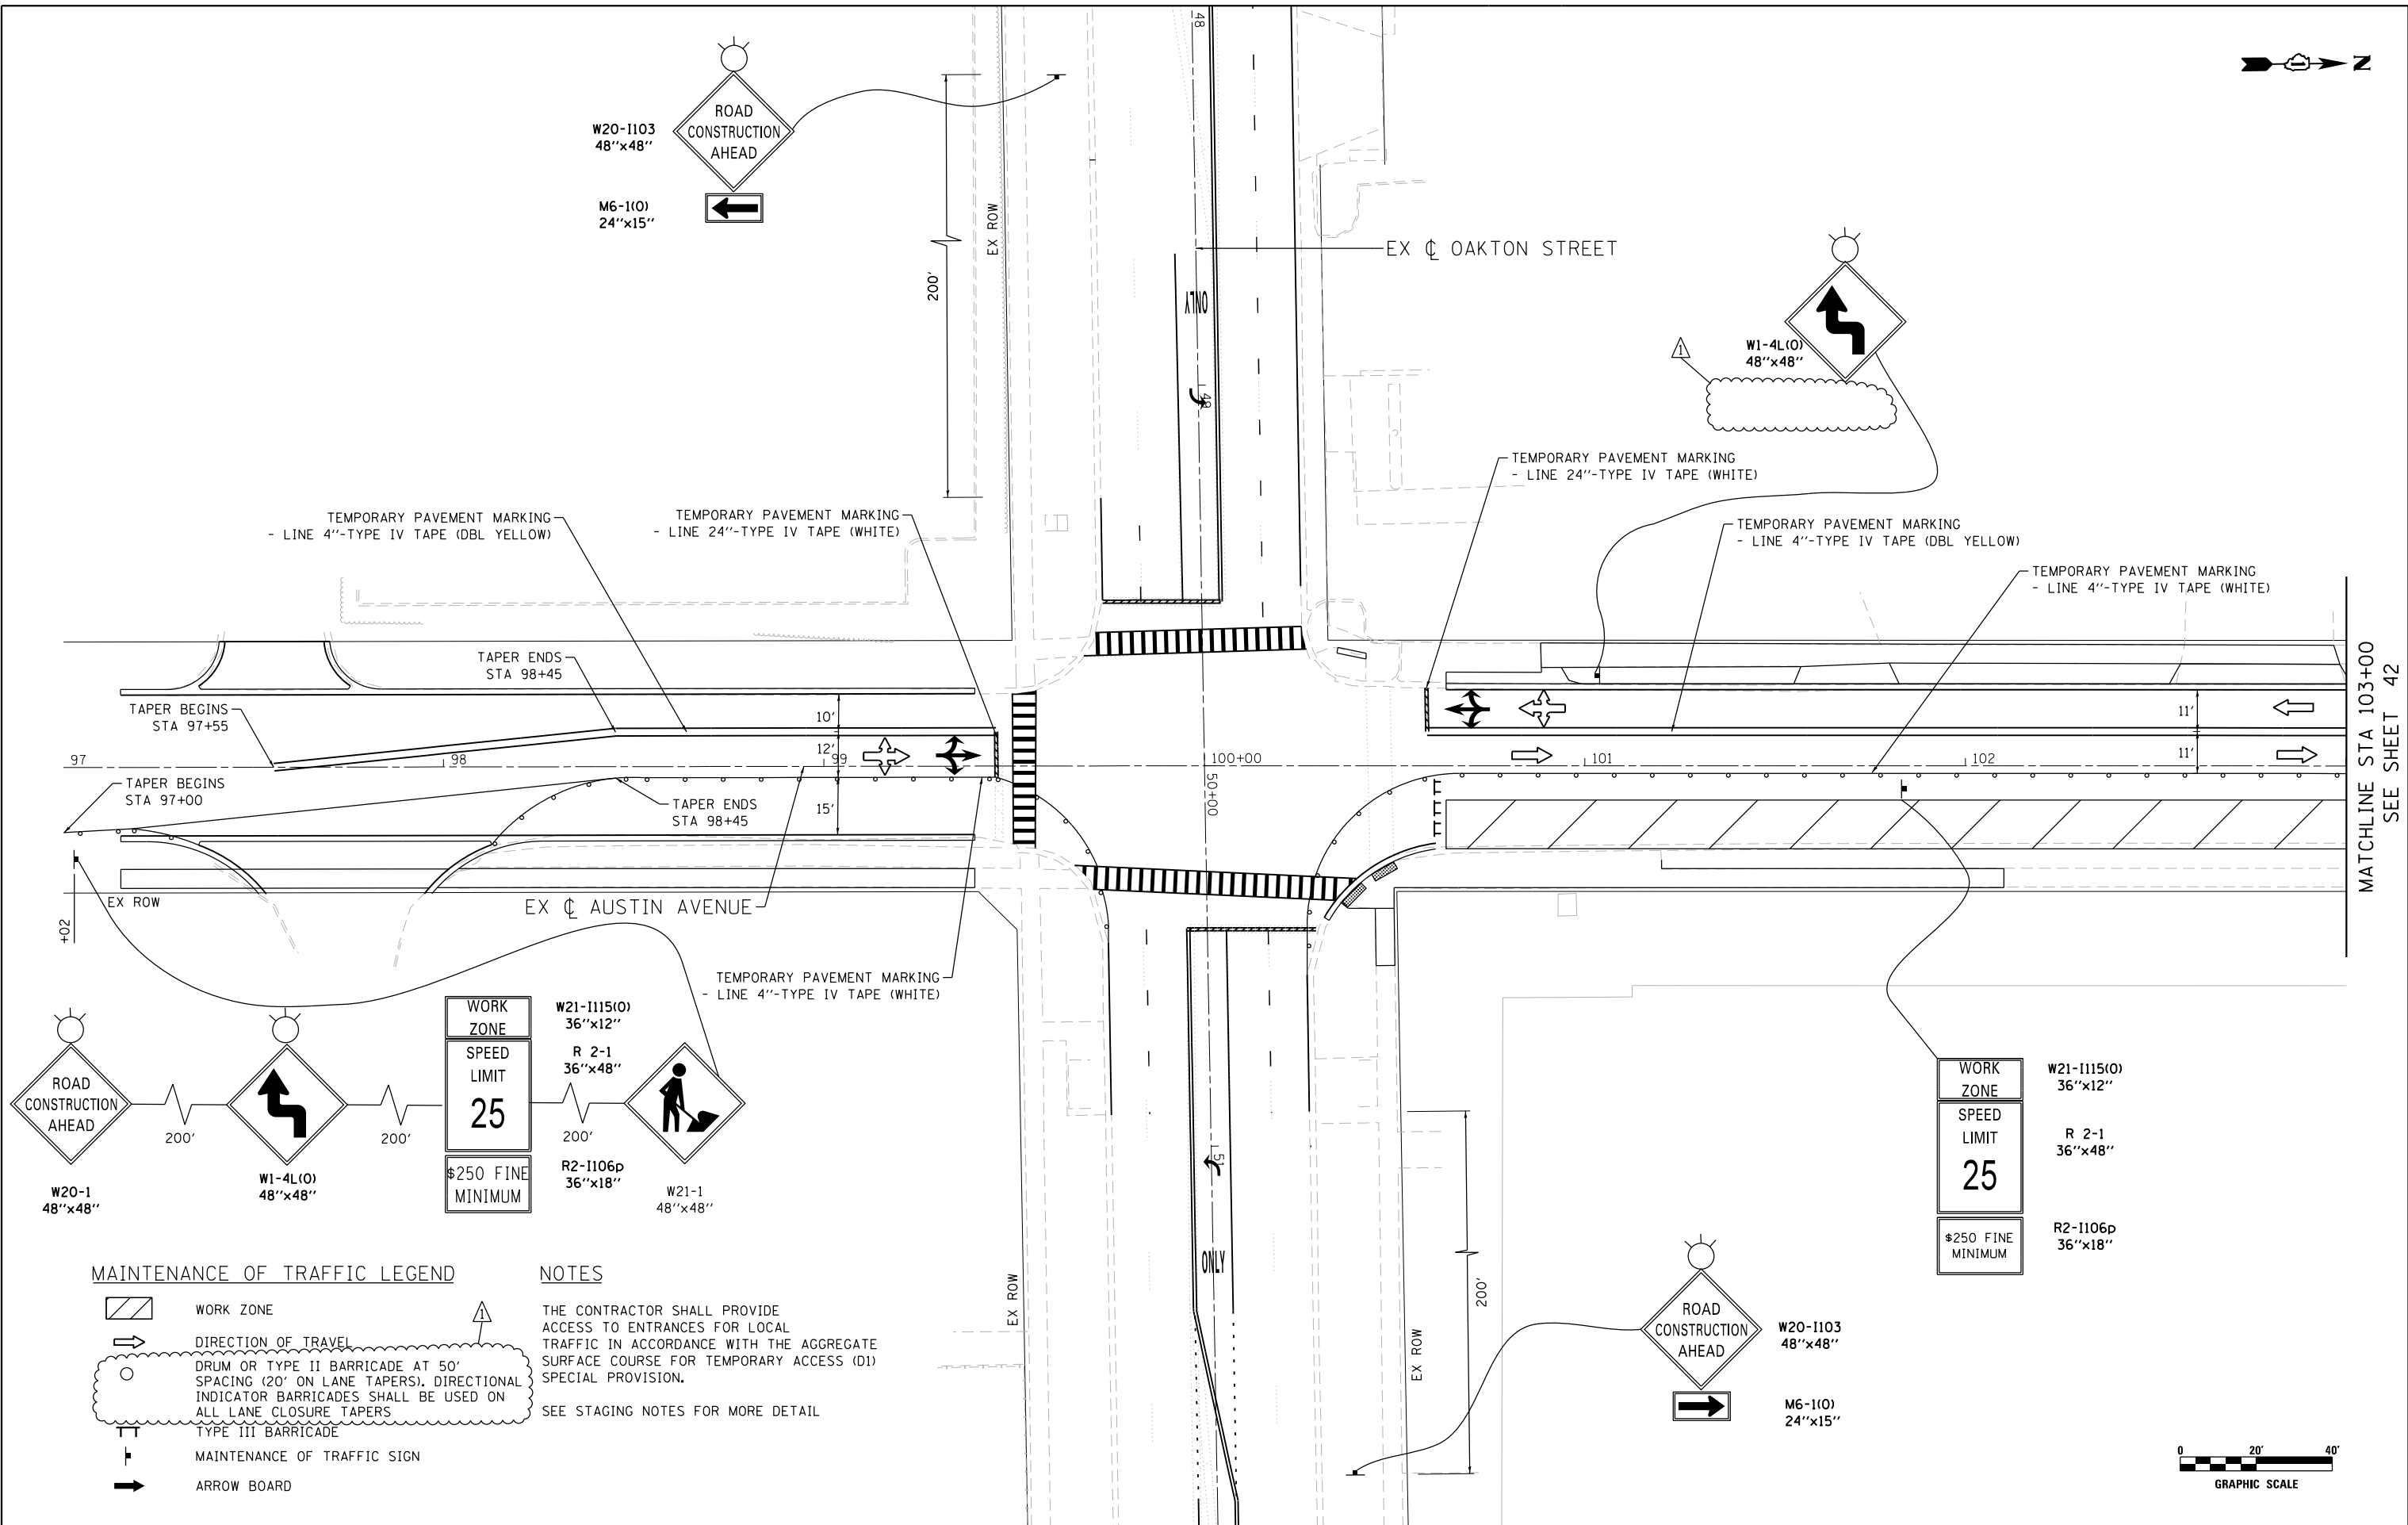 48
N
ROAD
CONSTRUCTION
AHEAD
W20-I103
48''x48''
M6-1(O)
24''x15''
200'
EX ROW
EX ℄ OAKTON STREET
ONLY
49
W1-4L(O)
48''x48''
1
TEMPORARY PAVEMENT MARKING
- LINE 24''-TYPE IV TAPE (WHITE)
TEMPORARY PAVEMENT MARKING
- LINE 4''-TYPE IV TAPE (DBL YELLOW)
TEMPORARY PAVEMENT MARKING
- LINE 24''-TYPE IV TAPE (WHITE)
TEMPORARY PAVEMENT MARKING
- LINE 4''-TYPE IV TAPE (DBL YELLOW)
TEMPORARY PAVEMENT MARKING
- LINE 4''-TYPE IV TAPE (WHITE)
TAPER ENDS
STA 98+45
TAPER BEGINS
STA 97+55
10'
12'
15'
11'
11'
97
98
99
100+00
101
102
50+00
TAPER BEGINS
STA 97+00
TAPER ENDS
STA 98+45
MATCHLINE STA 103+00
SEE SHEET 42
EX ROW
+02
EX ℄ AUSTIN AVENUE
TEMPORARY PAVEMENT MARKING
- LINE 4''-TYPE IV TAPE (WHITE)
ROAD
CONSTRUCTION
AHEAD
W20-1
48''x48''
200'
W1-4L(O)
48''x48''
200'
WORK
ZONE
SPEED
LIMIT
25
$250 FINE
MINIMUM
W21-I115(O)
36''x12''
R 2-1
36''x48''
200'
R2-I106p
36''x18''
W21-1
48''x48''
51
ONLY
EX ROW
200'
EX ROW
WORK
ZONE
SPEED
LIMIT
25
$250 FINE
MINIMUM
W21-I115(O)
36''x12''
R 2-1
36''x48''
R2-I106p
36''x18''
ROAD
CONSTRUCTION
AHEAD
W20-I103
48''x48''
M6-1(O)
24''x15''
MAINTENANCE OF TRAFFIC LEGEND
WORK ZONE
1
DIRECTION OF TRAVEL
DRUM OR TYPE II BARRICADE AT 50'
SPACING (20' ON LANE TAPERS). DIRECTIONAL
INDICATOR BARRICADES SHALL BE USED ON
ALL LANE CLOSURE TAPERS
TYPE III BARRICADE
MAINTENANCE OF TRAFFIC SIGN
ARROW BOARD
NOTES
THE CONTRACTOR SHALL PROVIDE
ACCESS TO ENTRANCES FOR LOCAL
TRAFFIC IN ACCORDANCE WITH THE AGGREGATE
SURFACE COURSE FOR TEMPORARY ACCESS (D1)
SPECIAL PROVISION.
SEE STAGING NOTES FOR MORE DETAIL
0 20' 40'
GRAPHIC SCALE